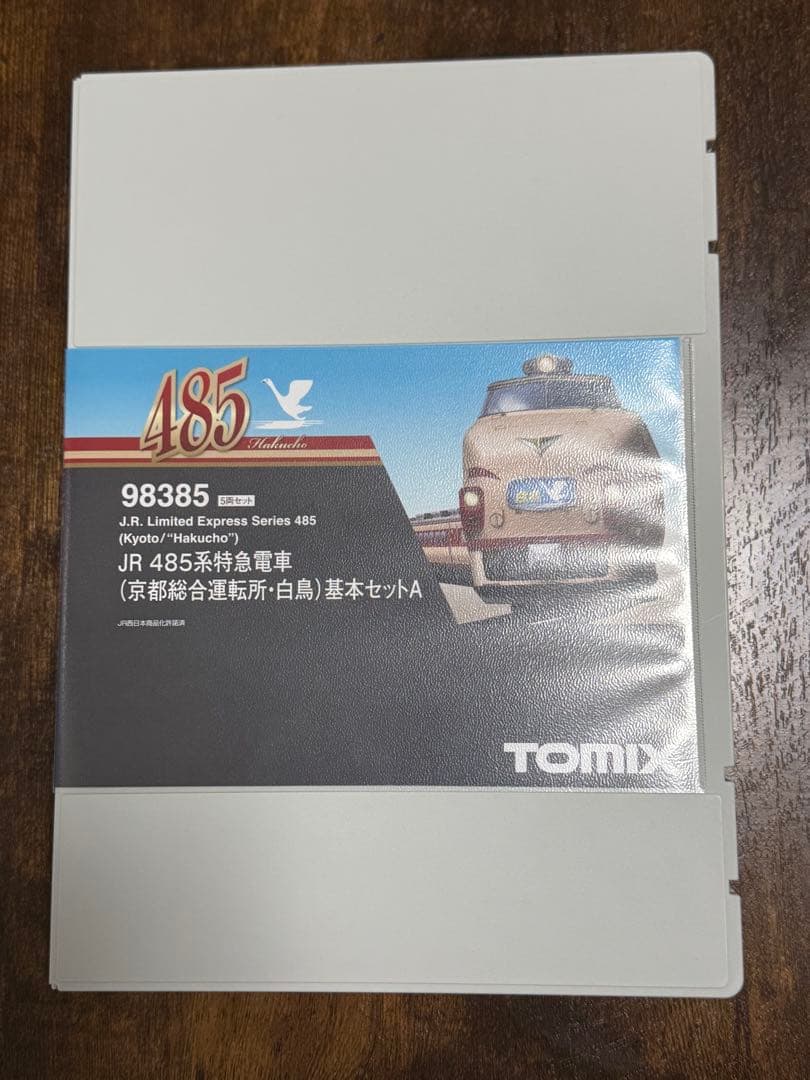 485
Hakucho
98385 5両セット
J.R. Limited Express Series 485
(Kyoto/“Hakucho”)
JR 485系特急電車
(京都総合運転所・白鳥)基本セットA
JR西日本商品化許諾済
白鳥
TOMIX